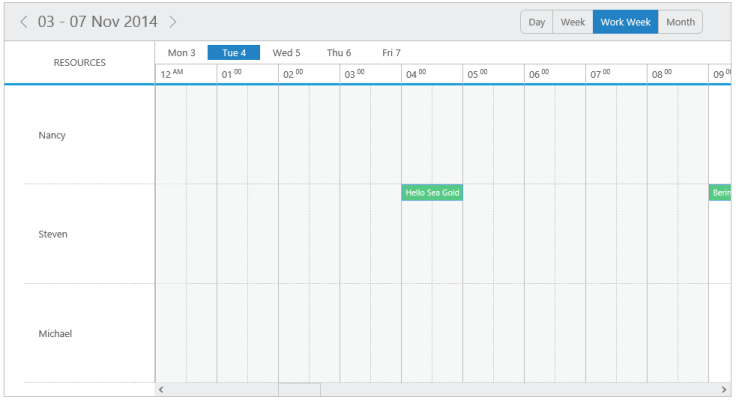 03 - 07 Nov 2014
Day Week Work Week Month
RESOURCES
Mon 3 Tue 4 Wed 5 Thu 6 Fri 7
12 AM 01 00 02 00 03 00 04 00 05 00 06 00 07 00 08 00 09
Nancy
Hello Sea Gold Berin
Steven
Michael